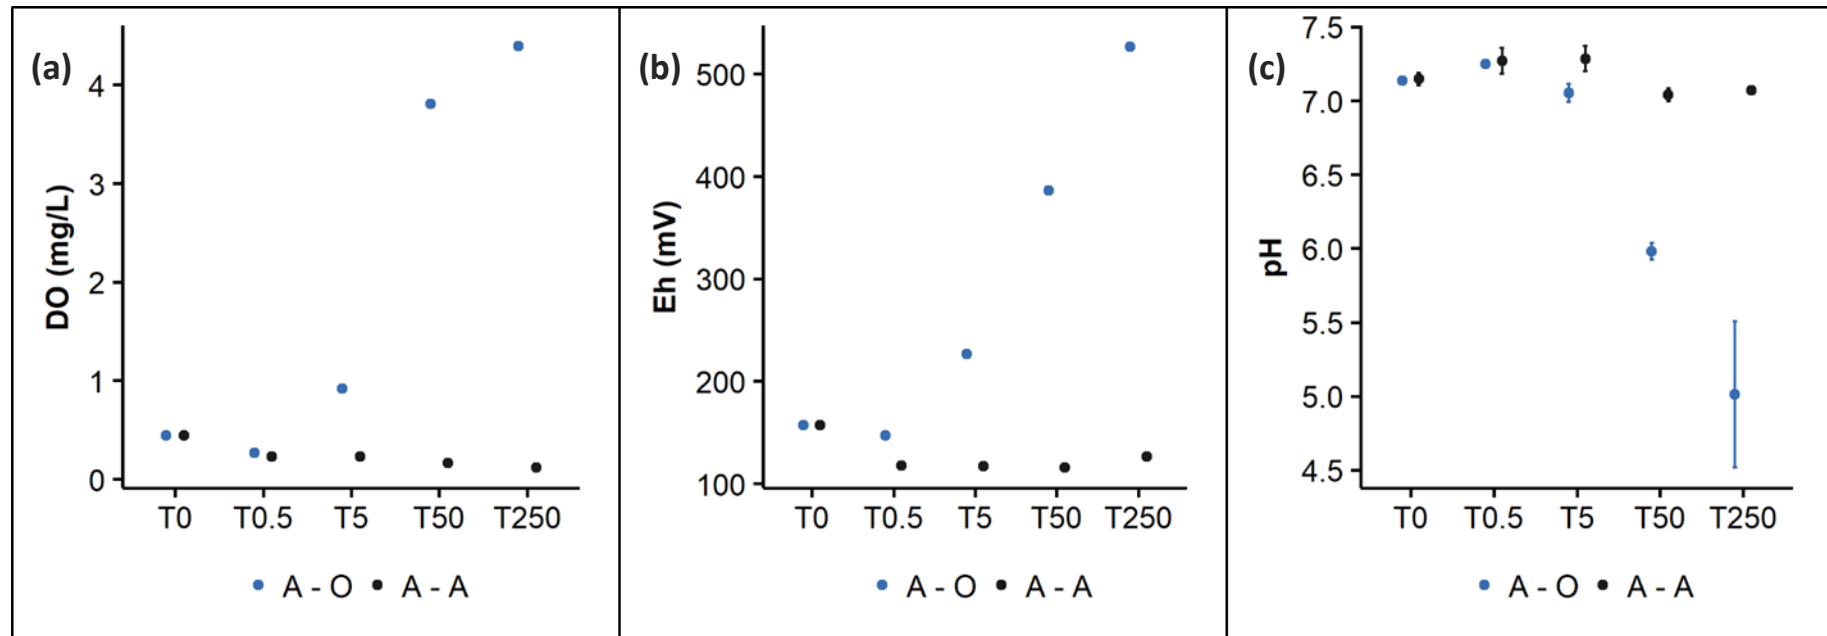 (a)
DO (mg/L)
4
3
2
1
0
T0 T0.5 T5 T50 T250
A - O A - A
(b)
Eh (mV)
500
400
300
200
100
T0 T0.5 T5 T50 T250
A - O A - A
(c)
pH
7.5
7.0
6.5
6.0
5.5
5.0
4.5
T0 T0.5 T5 T50 T250
A - O A - A